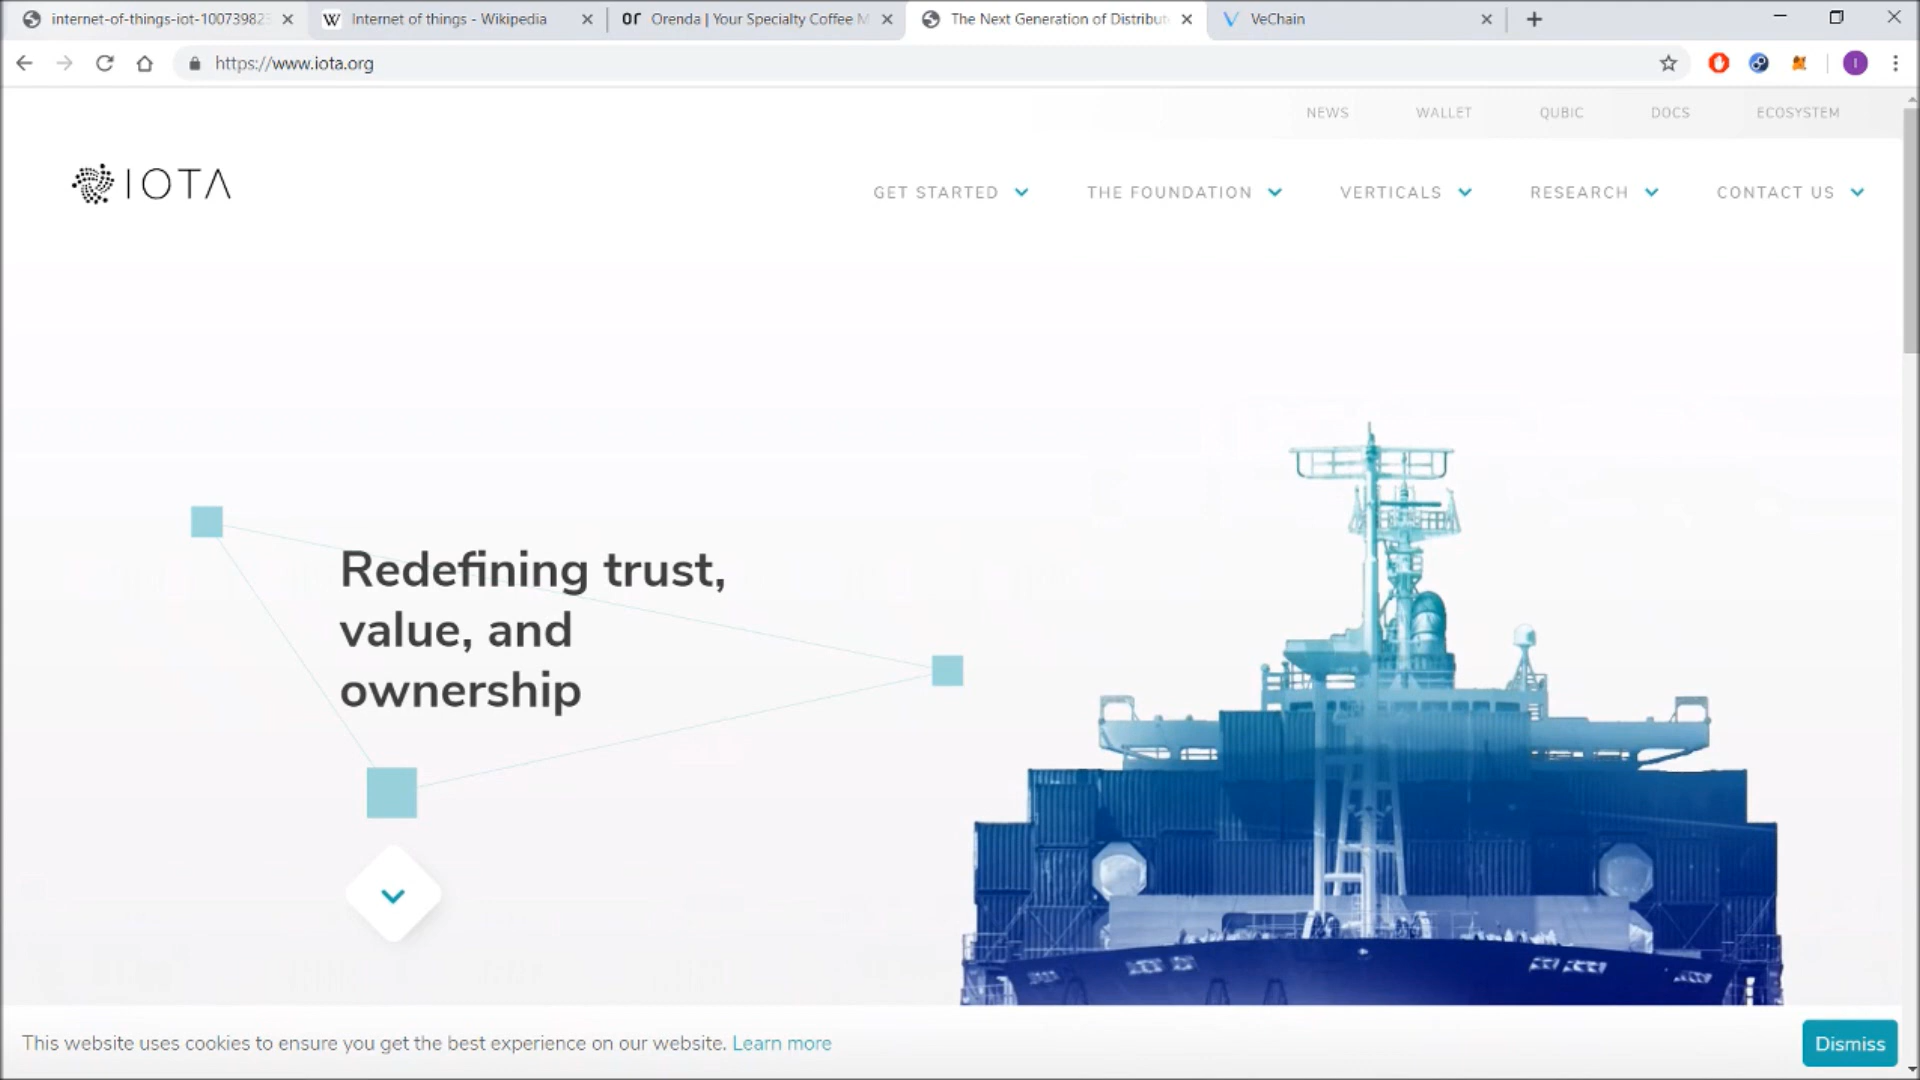 internet-of-things-iot-10073982
Internet of things - Wikipedia
or Orenda | Your Specialty Coffee M
The Next Generation of Distribut
VeChain
https://www.iota.org
NEWS
WALLET
QUBIC
DOCS
ECOSYSTEM
IOTA
GET STARTED
THE FOUNDATION
VERTICALS
RESEARCH
CONTACT US
Redefining trust,
value, and
ownership
This website uses cookies to ensure you get the best experience on our website. Learn more
Dismiss